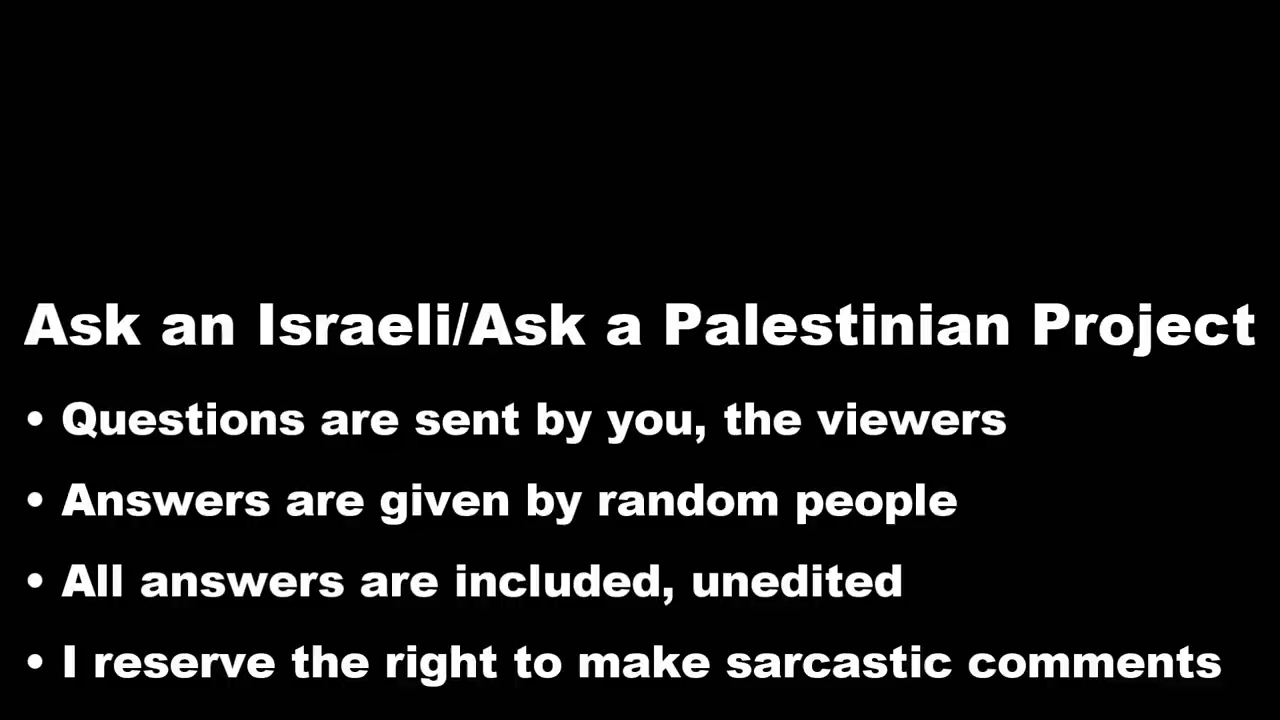 Ask an Israeli/Ask a Palestinian Project
• Questions are sent by you, the viewers
• Answers are given by random people
• All answers are included, unedited
• I reserve the right to make sarcastic comments